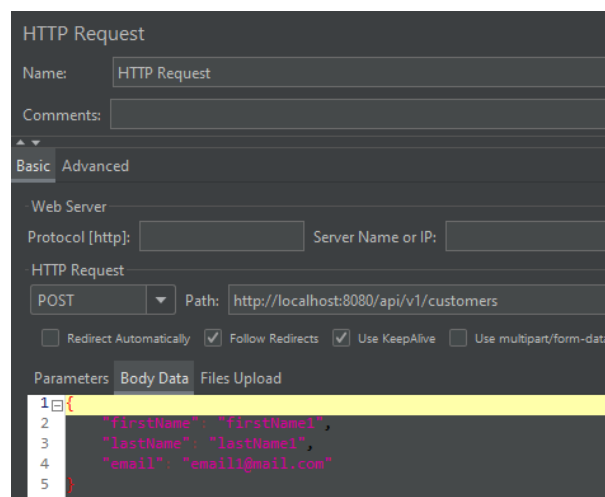 HTTP Request
Name: HTTP Request
Comments:
Basic Advanced
Web Server
Protocol [http]: Server Name or IP:
HTTP Request
POST Path: http://localhost:8080/api/v1/customers
Redirect Automatically Follow Redirects Use KeepAlive Use multipart/form-data
Parameters Body Data Files Upload
1 {
2 "firstName": "firstName1",
3 "lastName": "lastName1",
4 "email": "email1@mail.com"
5 }